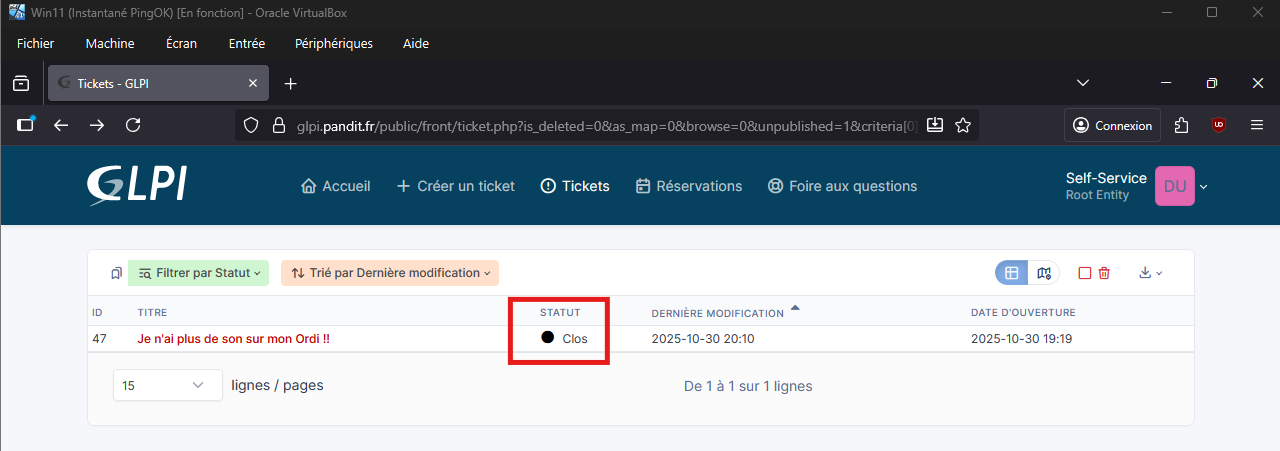 Win11 (Instantané PingOK) [En fonction] - Oracle VirtualBox
Fichier Machine Écran Entrée Périphériques Aide
Tickets - GLPI
glpi.pandit.fr/public/front/ticket.php?is_deleted=0&as_map=0&browse=0&unpublished=1&criteria[0]
Connexion
GLPI Accueil Créer un ticket Tickets Réservations Foire aux questions Self-Service
Root Entity
DU
Filtrer par Statut Trié par Dernière modification
ID TITRE STATUT DERNIÈRE MODIFICATION DATE D'OUVERTURE
47 Je n'ai plus de son sur mon Ordi !! Clos 2025-10-30 20:10 2025-10-30 19:19
15 lignes / pages De 1 à 1 sur 1 lignes